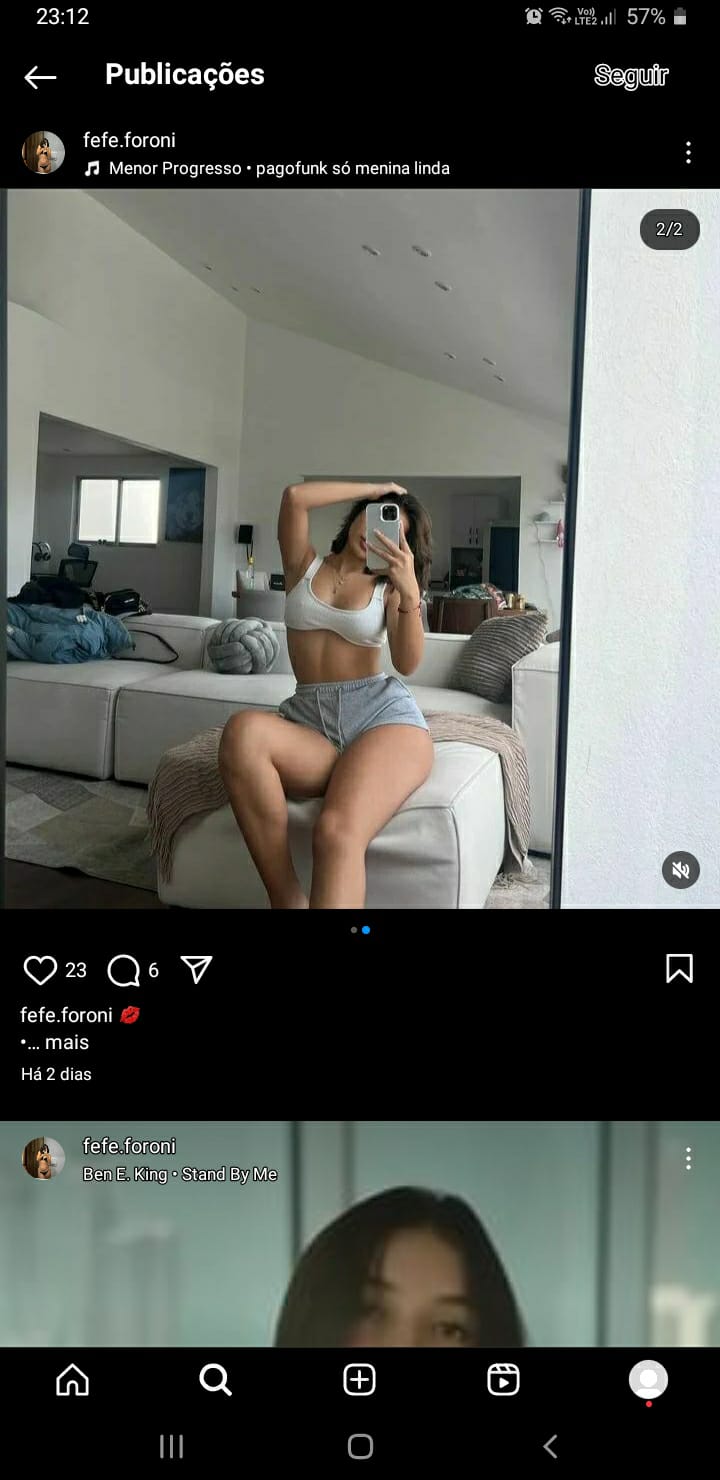 23:12
Vo)) LTE2 57%
Publicações
Seguir
fefe.foroni
Menor Progresso • pagofunk só menina linda
2/2
23
6
fefe.foroni 💋
•... mais
Há 2 dias
fefe.foroni
Ben E. King • Stand By Me